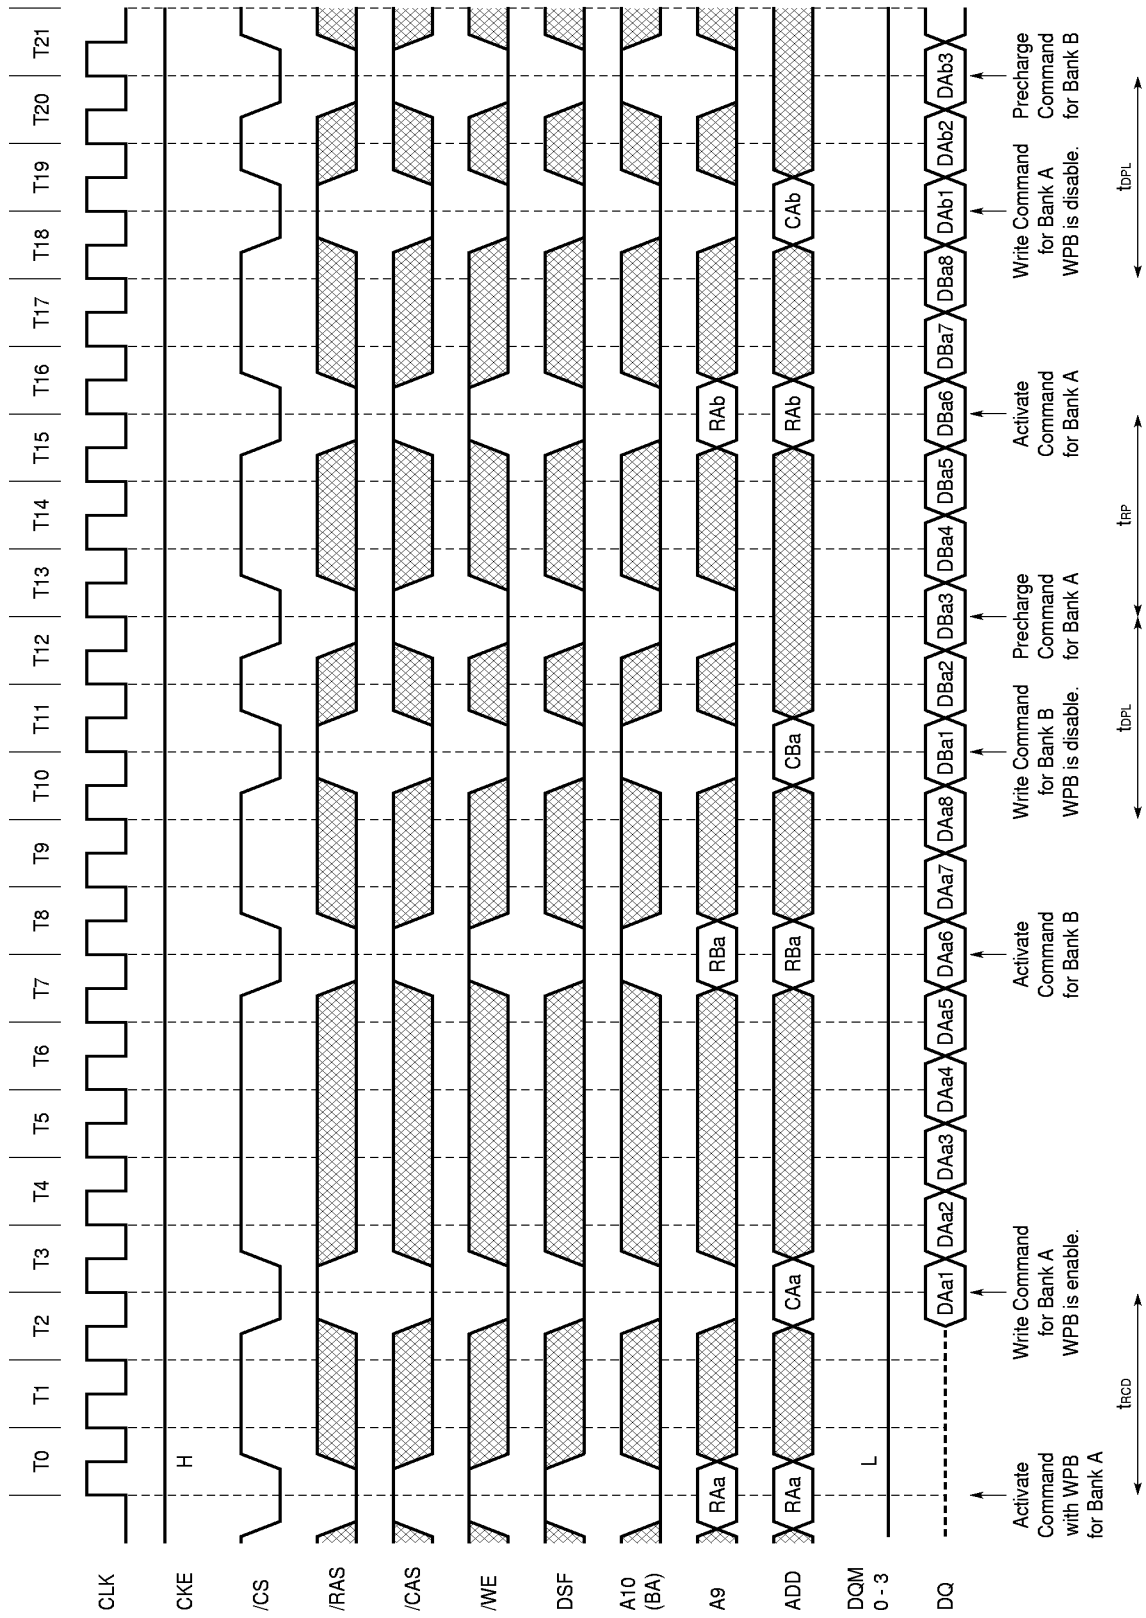 T0 T1 T2 T3 T4 T5 T6 T7 T8 T9 T10 T11 T12 T13 T14 T15 T16 T17 T18 T19 T20 T21
CLK
CKE
H
/CS
/RAS
/CAS
/WE
DSF
A10
(BA)
A9
RAa RBa RAb
ADD
RAa CAa RBa CBa RAb CAb
DQM
0 - 3
L
DQ
DAa1 DAa2 DAa3 DAa4 DAa5 DAa6 DAa7 DAa8 DBa1 DBa2 DBa3 DBa4 DBa5 DBa6 DBa7 DBa8 DAb1 DAb2 DAb3
Activate
Command
with WPB
for Bank A
Write Command
for Bank A
WPB is enable.
Activate
Command
for Bank B
Write Command
for Bank B
WPB is disable.
Precharge
Command
for Bank A
Activate
Command
for Bank A
Write Command
for Bank A
WPB is disable.
Precharge
Command
for Bank B
tRCD
tDPL
tRP
tDPL